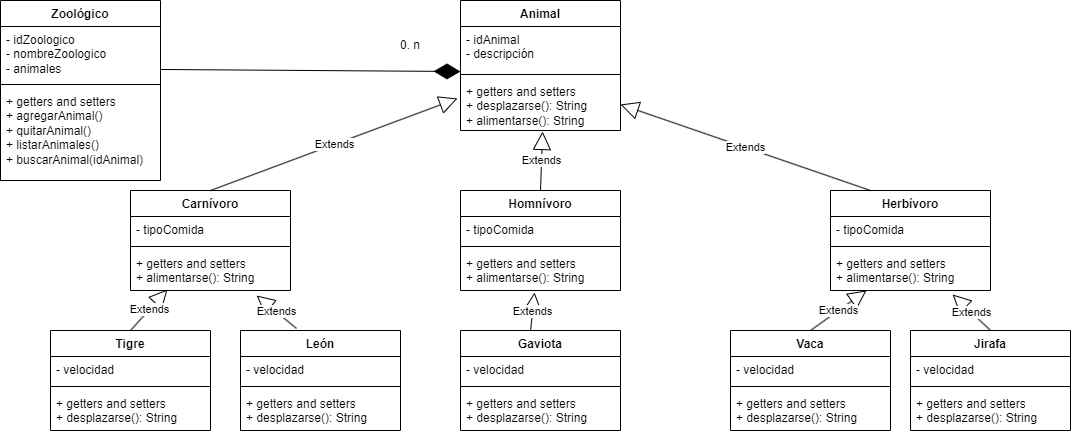 Zoológico
- idZoologico
- nombreZoologico
- animales
+ getters and setters
+ agregarAnimal()
+ quitarAnimal()
+ listarAnimales()
+ buscarAnimal(idAnimal)
0. n
Animal
- idAnimal
- descripción
+ getters and setters
+ desplazarse(): String
+ alimentarse(): String
Extends
Extends
Extends
Carnívoro
- tipoComida
+ getters and setters
+ alimentarse(): String
Homnívoro
- tipoComida
+ getters and setters
+ alimentarse(): String
Herbívoro
- tipoComida
+ getters and setters
+ alimentarse(): String
Extends
Extends
Extends
Extends
Extends
Tigre
- velocidad
+ getters and setters
+ desplazarse(): String
León
- velocidad
+ getters and setters
+ desplazarse(): String
Gaviota
- velocidad
+ getters and setters
+ desplazarse(): String
Vaca
- velocidad
+ getters and setters
+ desplazarse(): String
Jirafa
- velocidad
+ getters and setters
+ desplazarse(): String